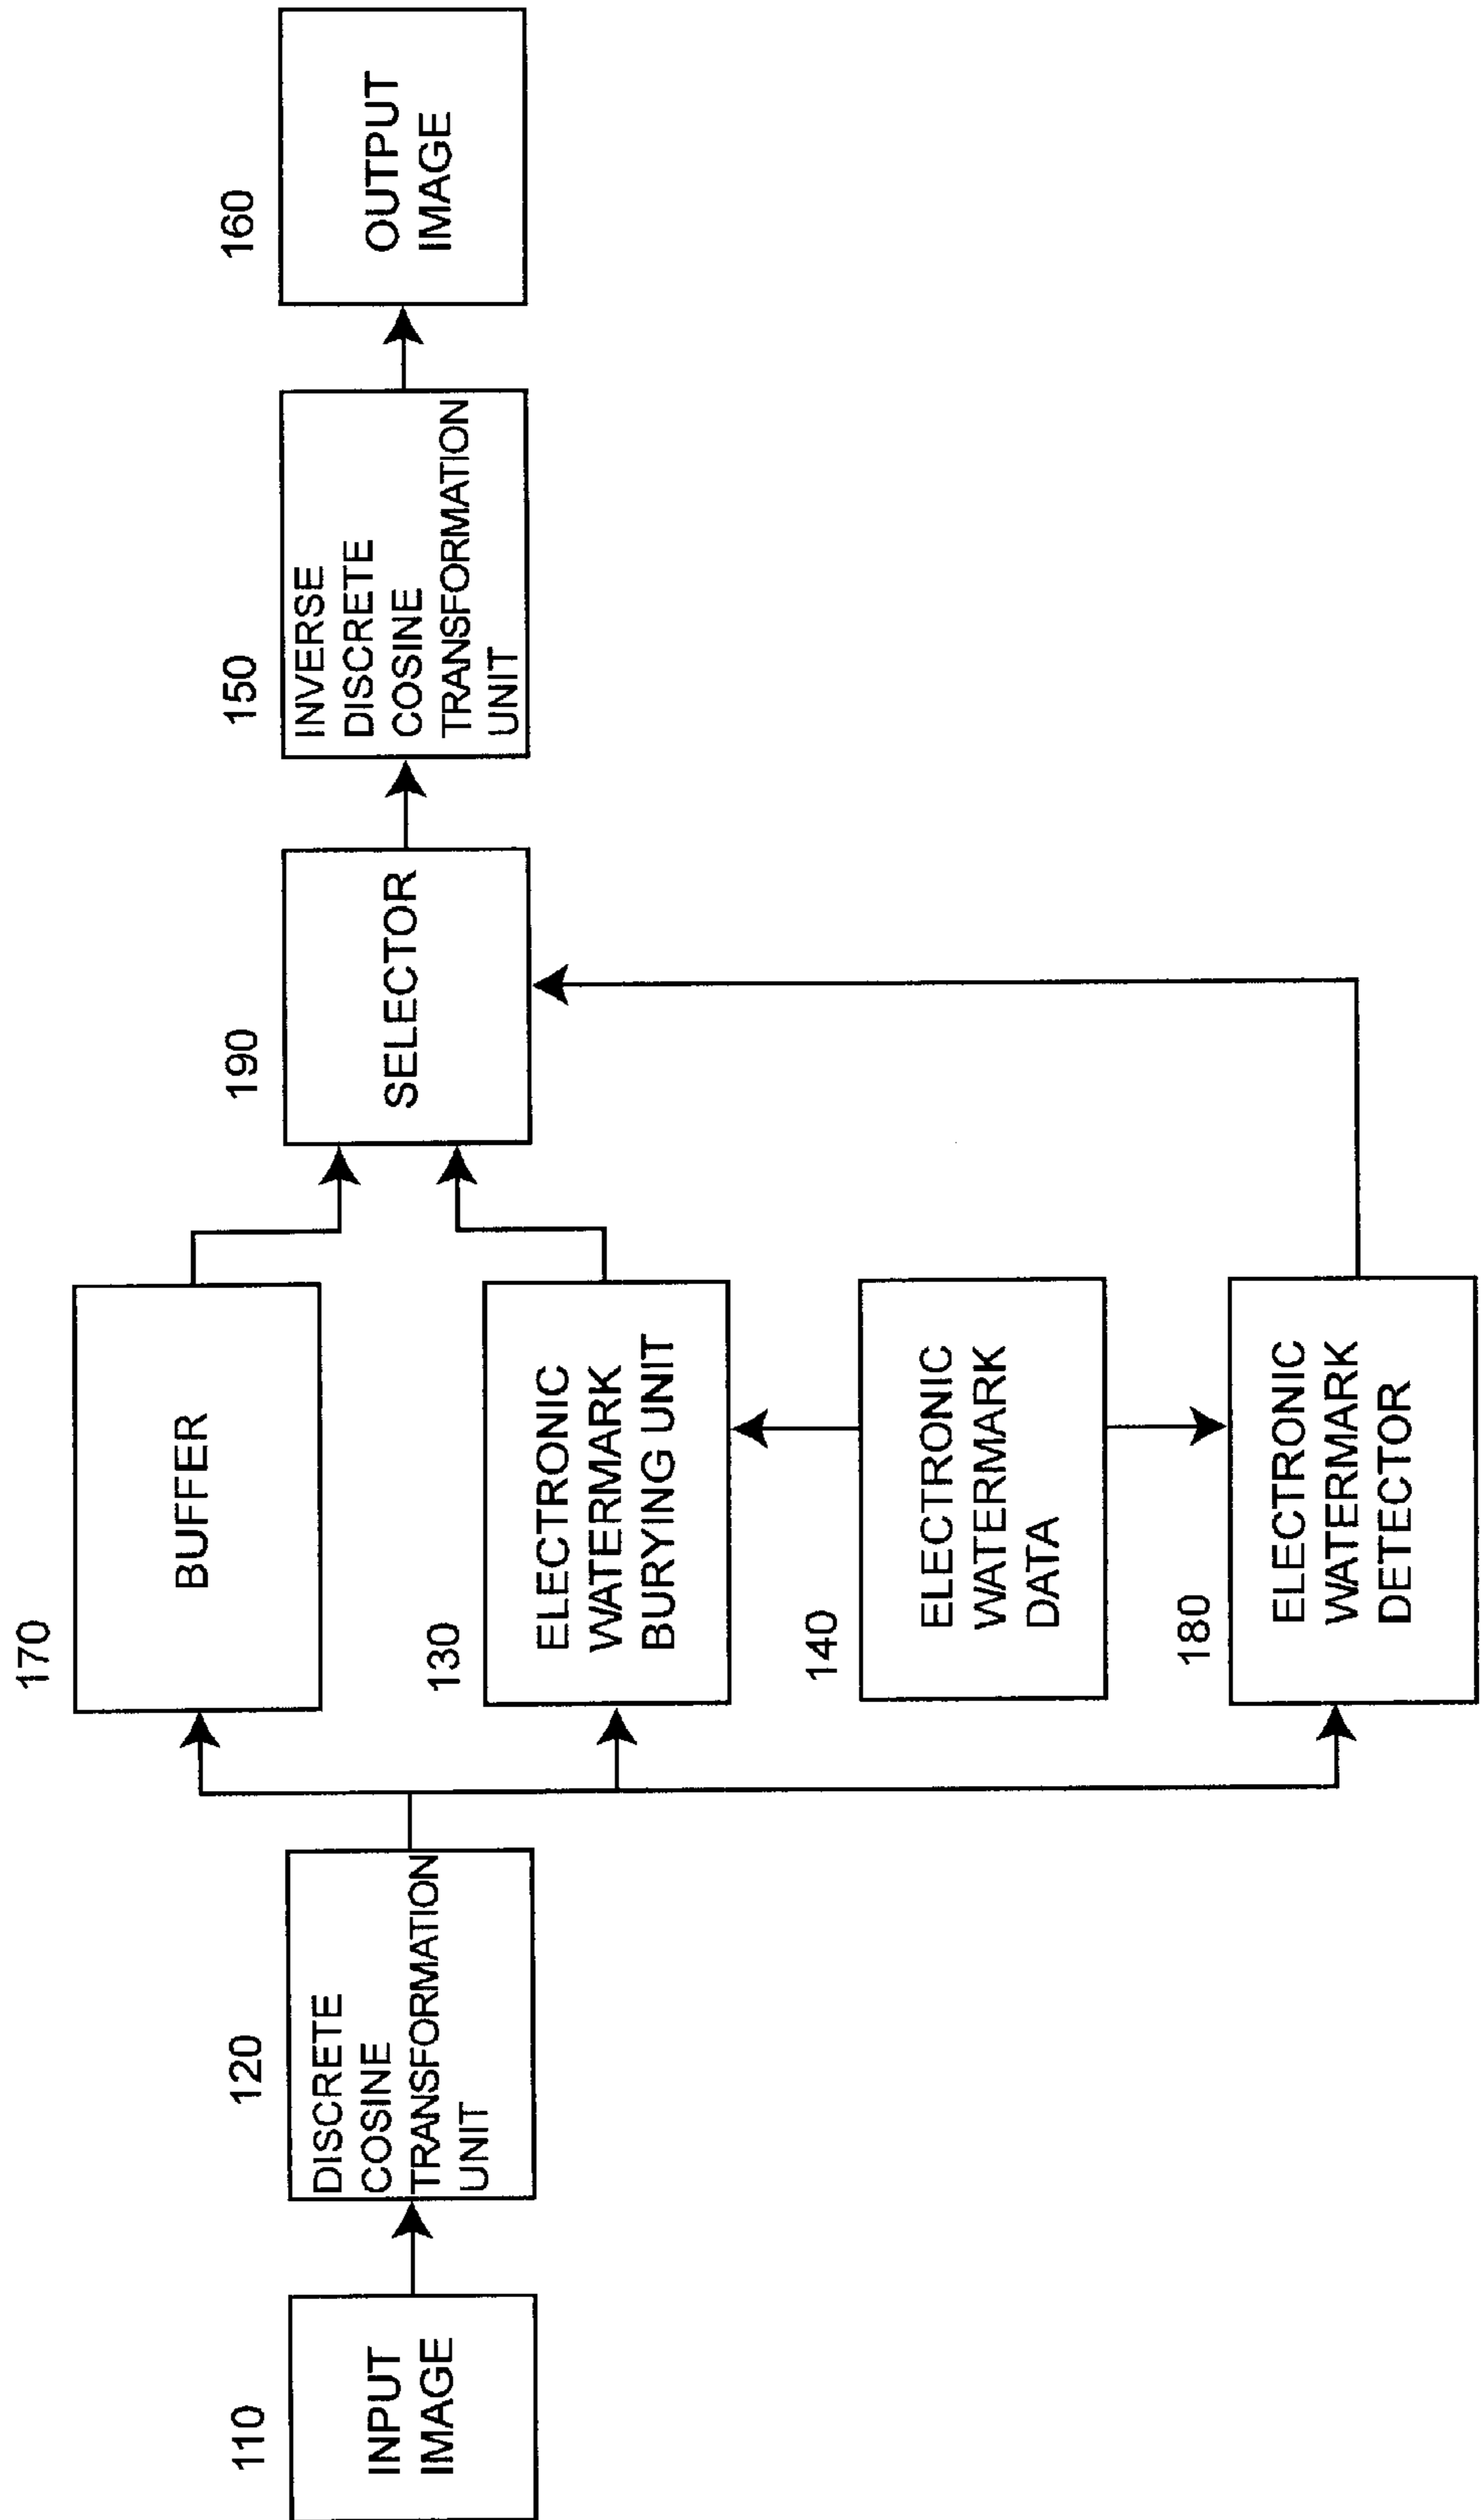 110
INPUT
IMAGE
120
DISCRETE
COSINE
TRANSFORMATION
UNIT
170
BUFFER
130
ELECTRONIC
WATERMARK
BURYING UNIT
140
ELECTRONIC
WATERMARK
DATA
180
ELECTRONIC
WATERMARK
DETECTOR
190
SELECTOR
150
INVERSE
DISCRETE
COSINE
TRANSFORMATION
UNIT
160
OUTPUT
IMAGE